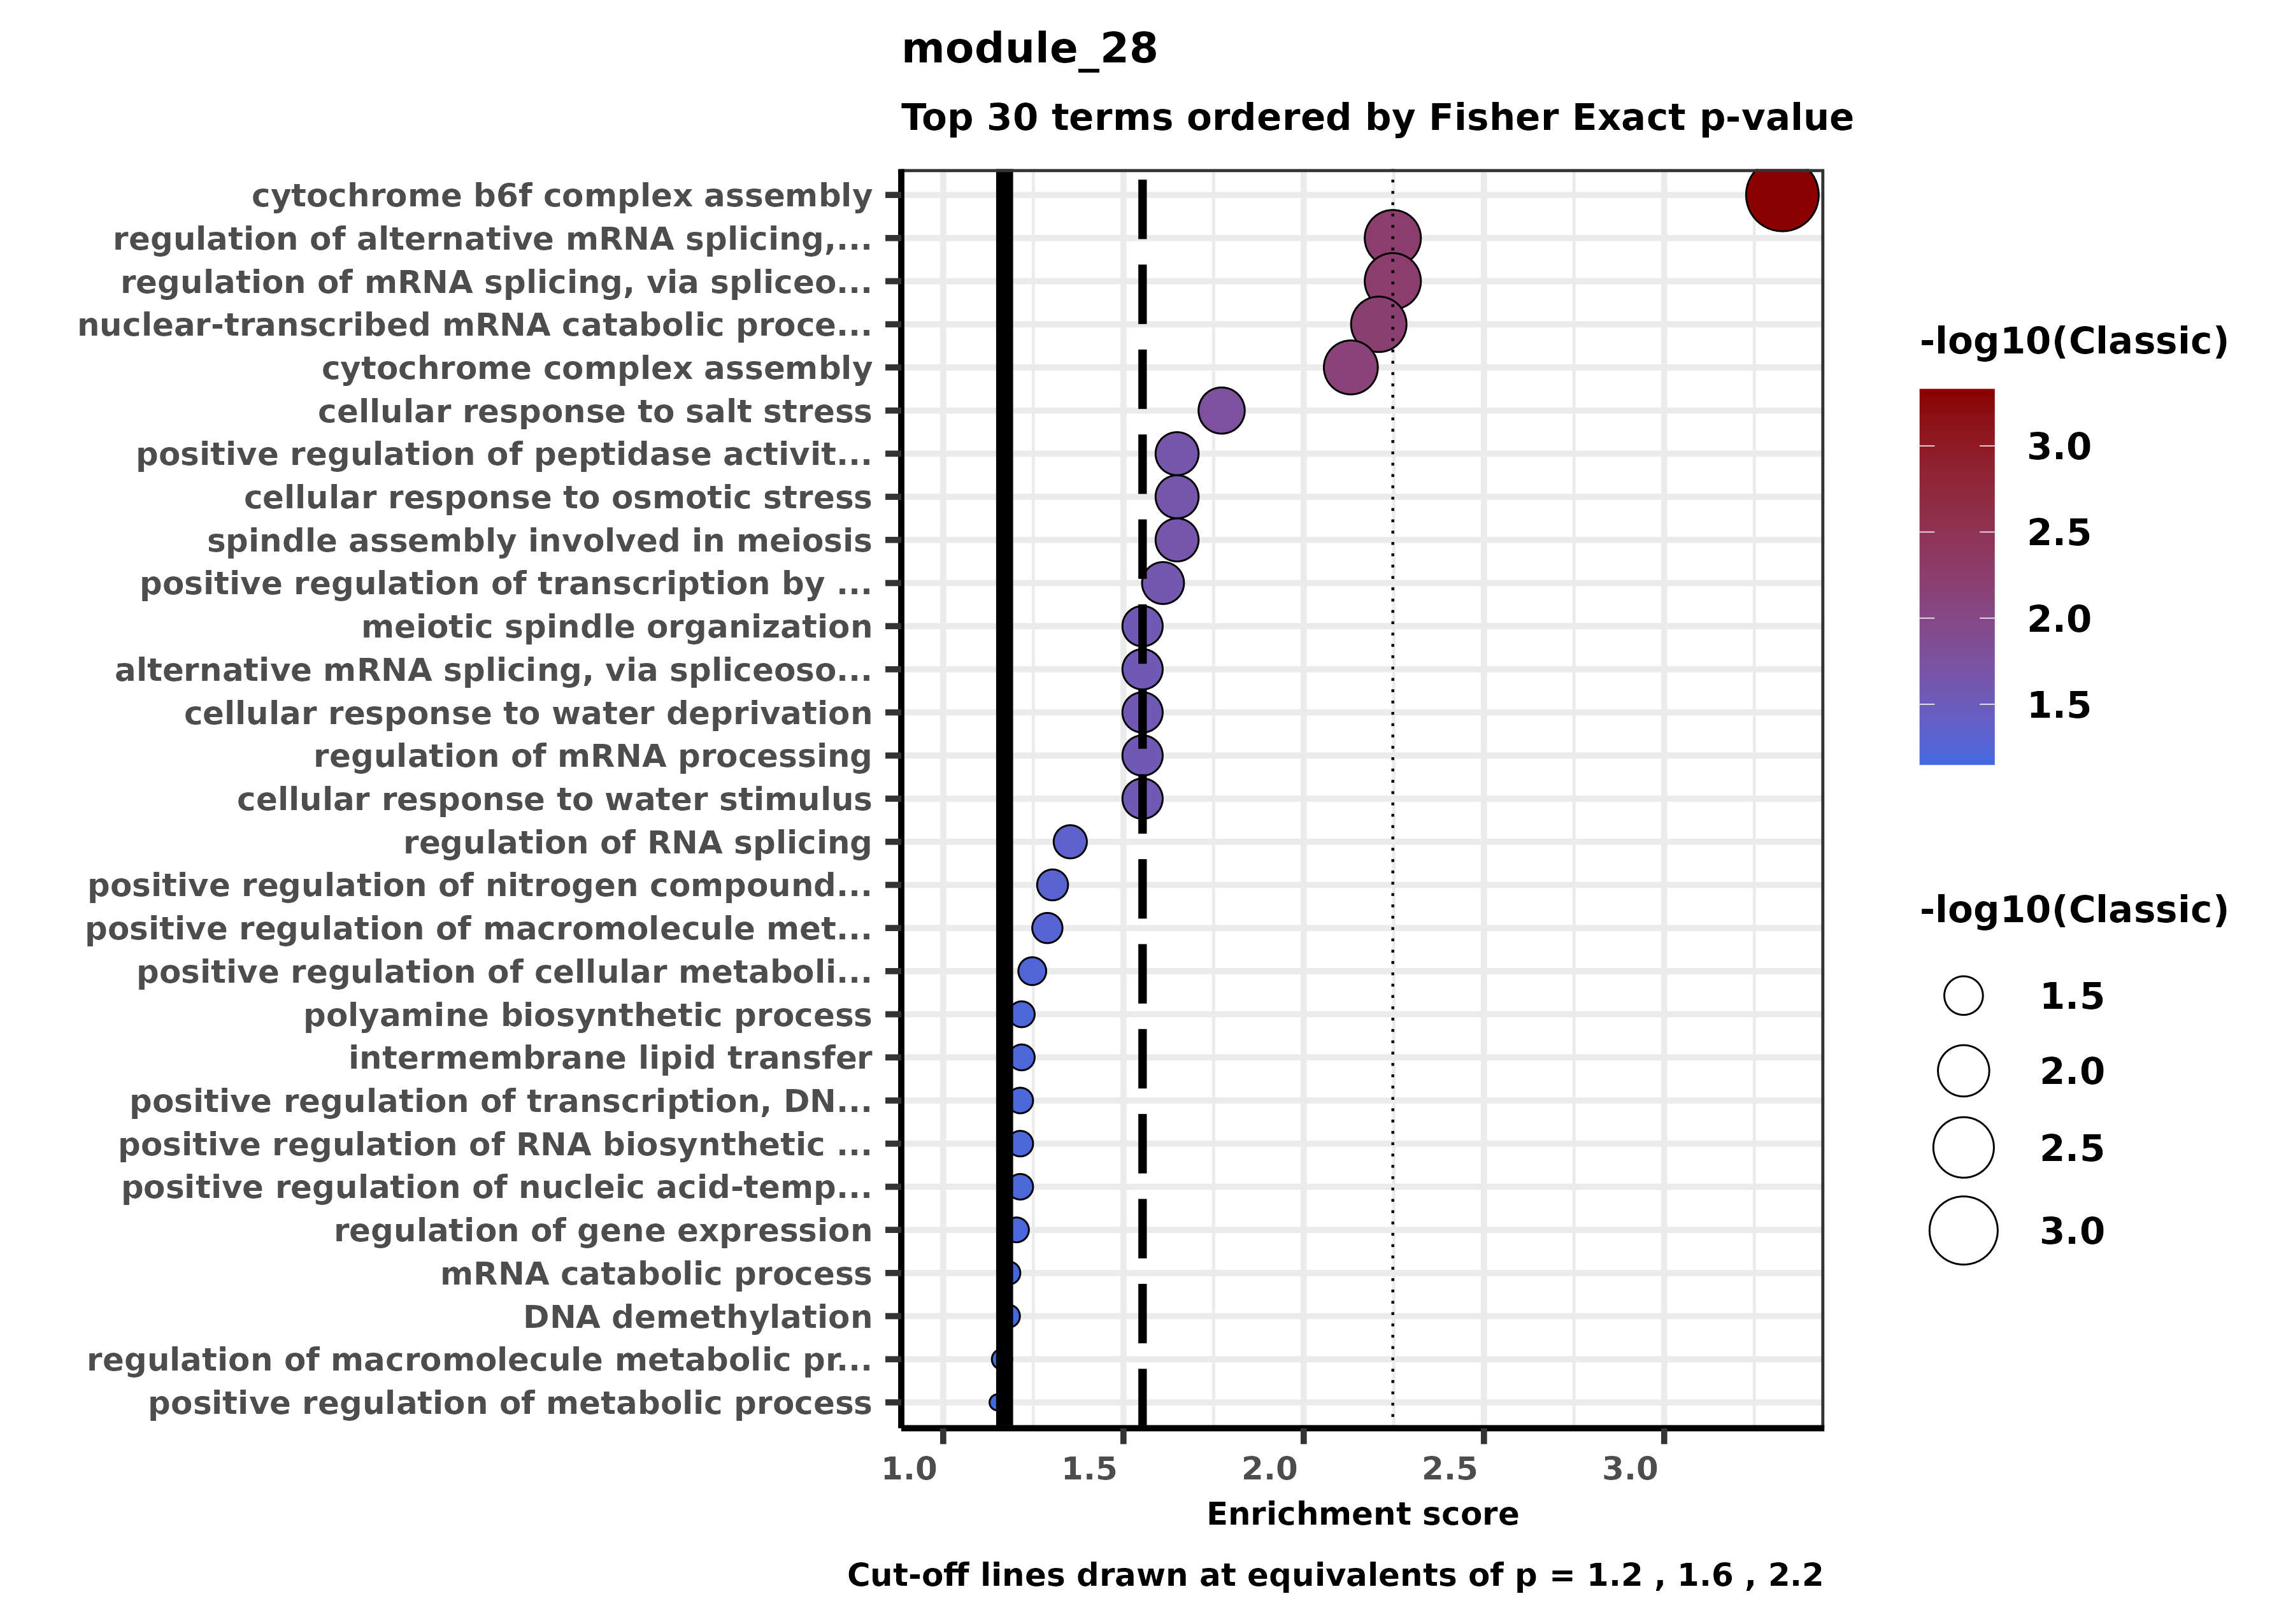 module_28
Top 30 terms ordered by Fisher Exact p-value
cytochrome b6f complex assembly
regulation of alternative mRNA splicing,...
regulation of mRNA splicing, via spliceo...
nuclear-transcribed mRNA catabolic proce...
cytochrome complex assembly
cellular response to salt stress
positive regulation of peptidase activit...
cellular response to osmotic stress
spindle assembly involved in meiosis
positive regulation of transcription by ...
meiotic spindle organization
alternative mRNA splicing, via spliceoso...
cellular response to water deprivation
regulation of mRNA processing
cellular response to water stimulus
regulation of RNA splicing
positive regulation of nitrogen compound...
positive regulation of macromolecule met...
positive regulation of cellular metaboli...
polyamine biosynthetic process
intermembrane lipid transfer
positive regulation of transcription, DN...
positive regulation of RNA biosynthetic ...
positive regulation of nucleic acid-temp...
regulation of gene expression
mRNA catabolic process
DNA demethylation
regulation of macromolecule metabolic pr...
positive regulation of metabolic process
1.0 1.5 2.0 2.5 3.0
Enrichment score
Cut-off lines drawn at equivalents of p = 1.2 , 1.6 , 2.2
-log10(Classic)
3.0
2.5
2.0
1.5
-log10(Classic)
1.5
2.0
2.5
3.0